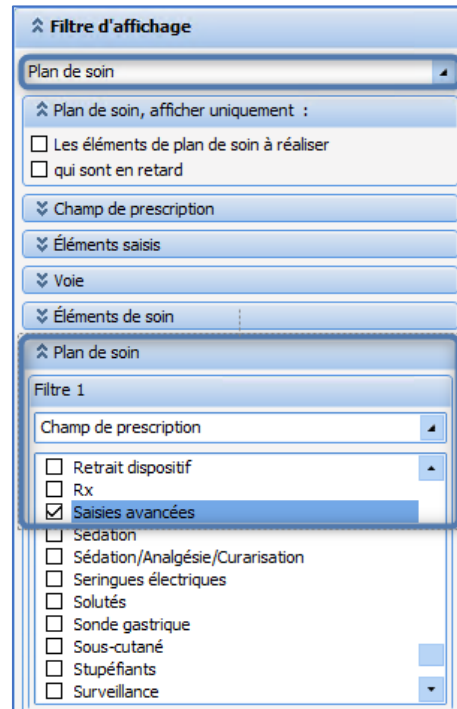 Filtre d'affichage
Plan de soin
Plan de soin, afficher uniquement :
Les éléments de plan de soin à réaliser
qui sont en retard
Champ de prescription
Éléments saisis
Voie
Éléments de soin
Plan de soin
Filtre 1
Champ de prescription
Retrait dispositif
Rx
Saisies avancées
Sédation
Sédation/Analgésie/Curarisation
Seringues électriques
Solutés
Sonde gastrique
Sous-cutané
Stupéfiants
Surveillance